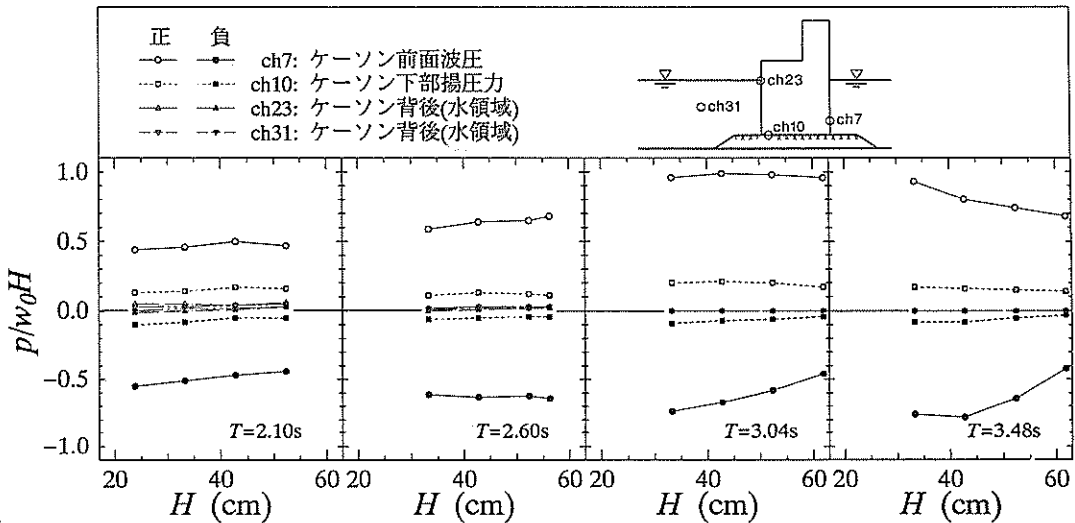 正 負
ch7: ケーソン前面波圧
ch10: ケーソン下部揚圧力
ch23: ケーソン背後(水領域)
ch31: ケーソン背後(水領域)
ch23
ch31
ch7
ch10
1.0
0.5
0.0
−0.5
−1.0
p/w₀H
T=2.10s
T=2.60s
T=3.04s
T=3.48s
20 40 60 20 40 60 20 40 60 20 40 60
H (cm) H (cm) H (cm) H (cm)